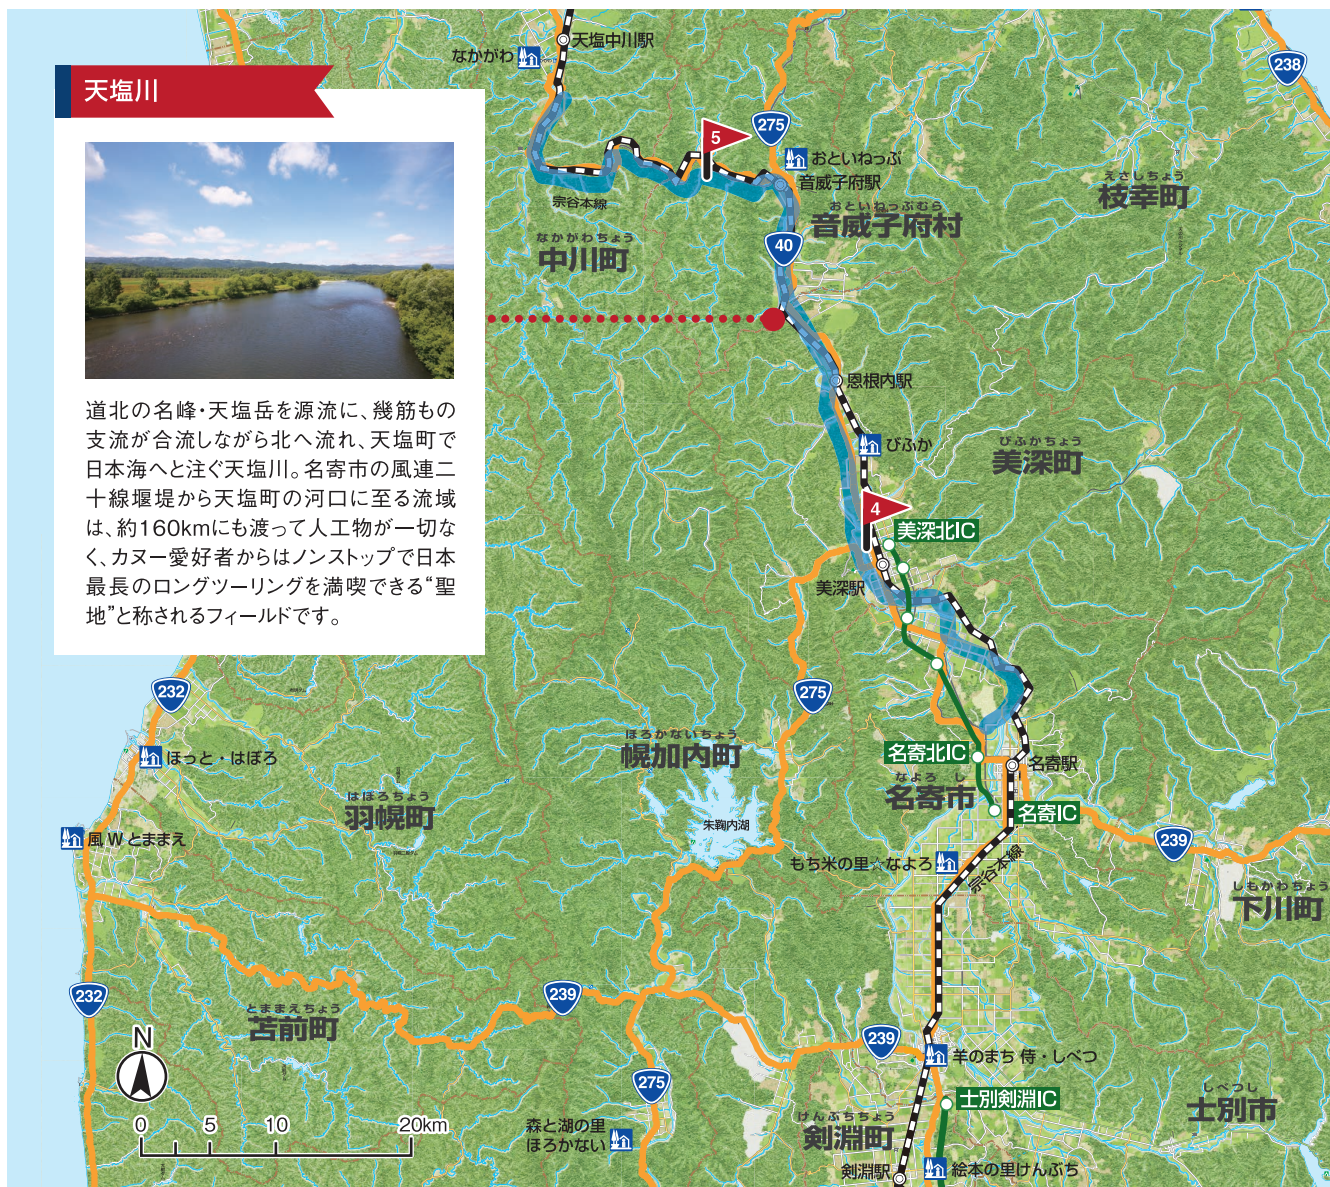 天塩川
道北の名峰・天塩岳を源流に、幾筋もの
支流が合流しながら北へ流れ、天塩町で
日本海へと注ぐ天塩川。名寄市の風連二
十線堰堤から天塩町の河口に至る流域
は、約160kmにも渡って人工物が一切な
く、カヌー愛好者からはノンストップで日本
最長のロングツーリングを満喫できる“聖
地”と称されるフィールドです。
天塩中川駅
なかがわ
238
275
5
おといねっぷ
音威子府駅
えさしちょう
枝幸町
宗谷本線
おといねっぷむら
音威子府村
なかがわちょう
中川町
40
恩根内駅
びふか
びふかちょう
美深町
4
美深北IC
美深駅
232
275
ほろかないちょう
幌加内町
名寄北IC
名寄駅
ほっと・はぼろ
なよろし
名寄市
はぼろちょう
羽幌町
名寄IC
朱鞠内湖
風Wとままえ
239
もち米の里☆なよろ
宗谷本線
しもかわちょう
下川町
232
239
とままえちょう
苫前町
239
羊のまち 侍・しべつ
N
275
士別剣淵IC
しべつし
士別市
0 5 10 20km
森と湖の里
ほろかない
けんぶちちょう
剣淵町
剣淵駅
絵本の里けんぶち